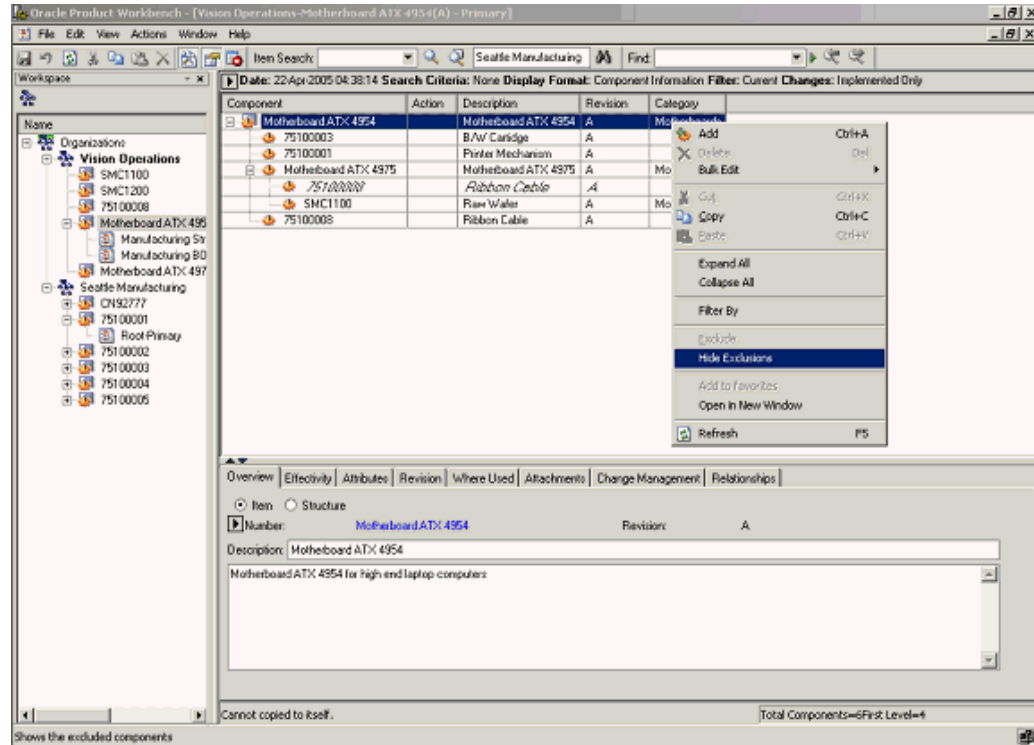 Oracle Product Workbench - [Vision Operations-Motherboard ATX 4954(A) - Primary]
File Edit View Actions Window Help
Item Search: Seattle Manufacturing Find:
Workspace
Date: 22-Apr-2005 04:38:14 Search Criteria: None Display Format: Component Information Filter: Current Changes: Implemented Only
Name
Organizations
Vision Operations
SMC1100
SMC1200
75100008
Motherboard ATX 495
Manufacturing Str
Manufacturing BO
Motherboard ATX 497
Seattle Manufacturing
CN92777
75100001
Root-Primary
75100002
75100003
75100004
75100005
Component Action Description Revision Category
Motherboard ATX 4954 Motherboard ATX 4954 A Motherboards
75100003 B/W Cartidge A
75100001 Printer Mechanism A
Motherboard ATX 4975 Motherboard ATX 4975 A Mo
75100008 Ribbon Cable A
SMC1100 Raw Wafer A Mo
75100008 Ribbon Cable A
Add Ctrl+A
Delete Del
Bulk Edit
Cut Ctrl+X
Copy Ctrl+C
Paste Ctrl+V
Expand All
Collapse All
Filter By
Exclude
Hide Exclusions
Add to favorites
Open in New Window
Refresh F5
Overview Effectivity Attributes Revision Where Used Attachments Change Management Relationships
Item Structure
Number: Motherboard ATX 4954 Revision: A
Description: Motherboard ATX 4954
Motherboard ATX 4954 for high end laptop computers
Cannot copied to itself. Total Components=6First Level=4
Shows the excluded components